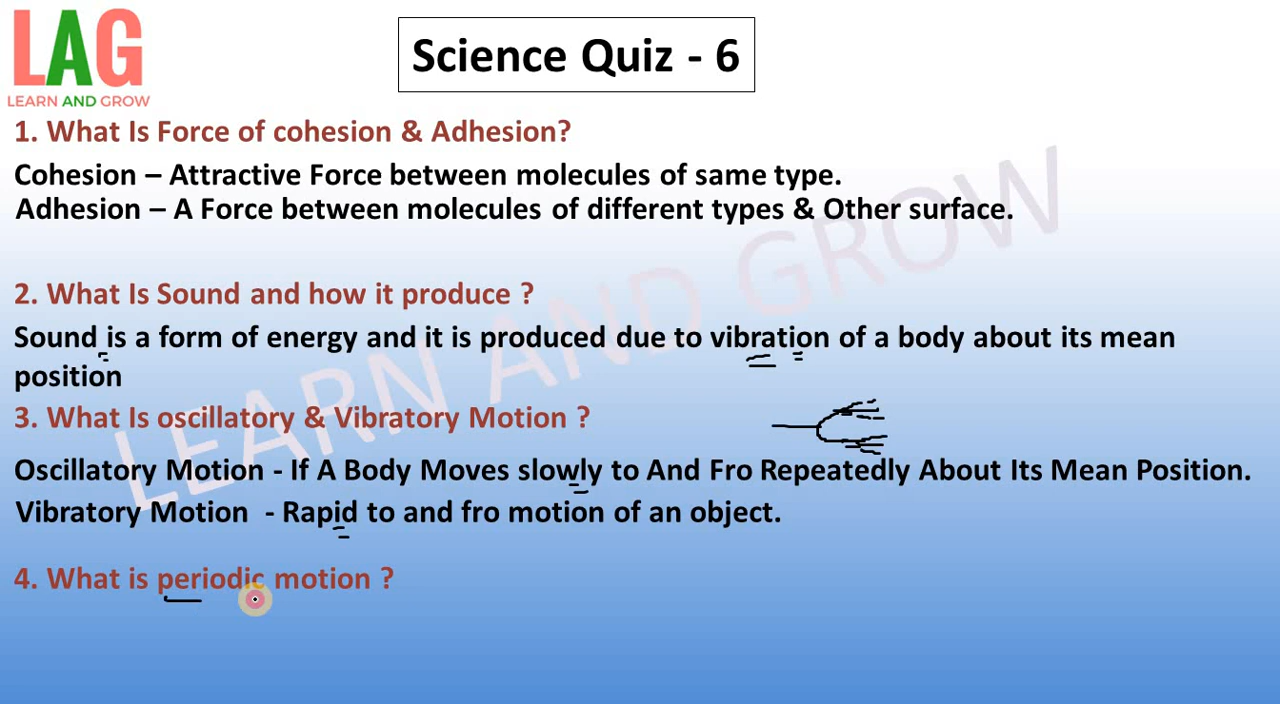 LAG
LEARN AND GROW
Science Quiz - 6
1. What Is Force of cohesion & Adhesion?
Cohesion – Attractive Force between molecules of same type.
Adhesion – A Force between molecules of different types & Other surface.
2. What Is Sound and how it produce ?
Sound is a form of energy and it is produced due to vibration of a body about its mean
position
3. What Is oscillatory & Vibratory Motion ?
Oscillatory Motion - If A Body Moves slowly to And Fro Repeatedly About Its Mean Position.
Vibratory Motion - Rapid to and fro motion of an object.
4. What is periodic motion ?
LEARN AND GROW